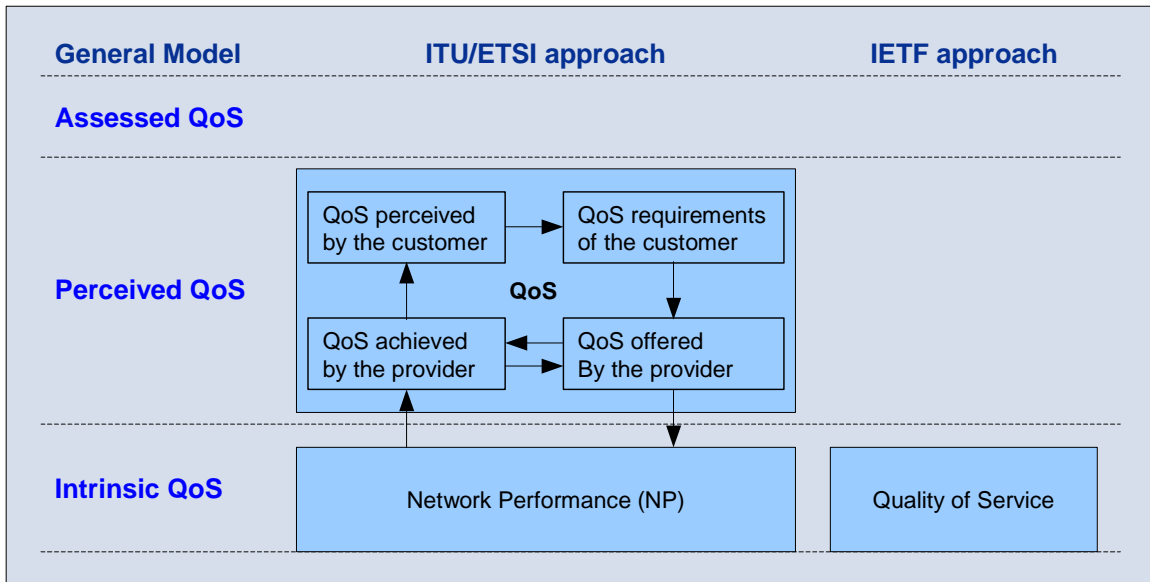 General Model
ITU/ETSI approach
IETF approach
Assessed QoS
Perceived QoS
QoS perceived
by the customer
QoS requirements
of the customer
QoS
QoS achieved
by the provider
QoS offered
By the provider
Intrinsic QoS
Network Performance (NP)
Quality of Service